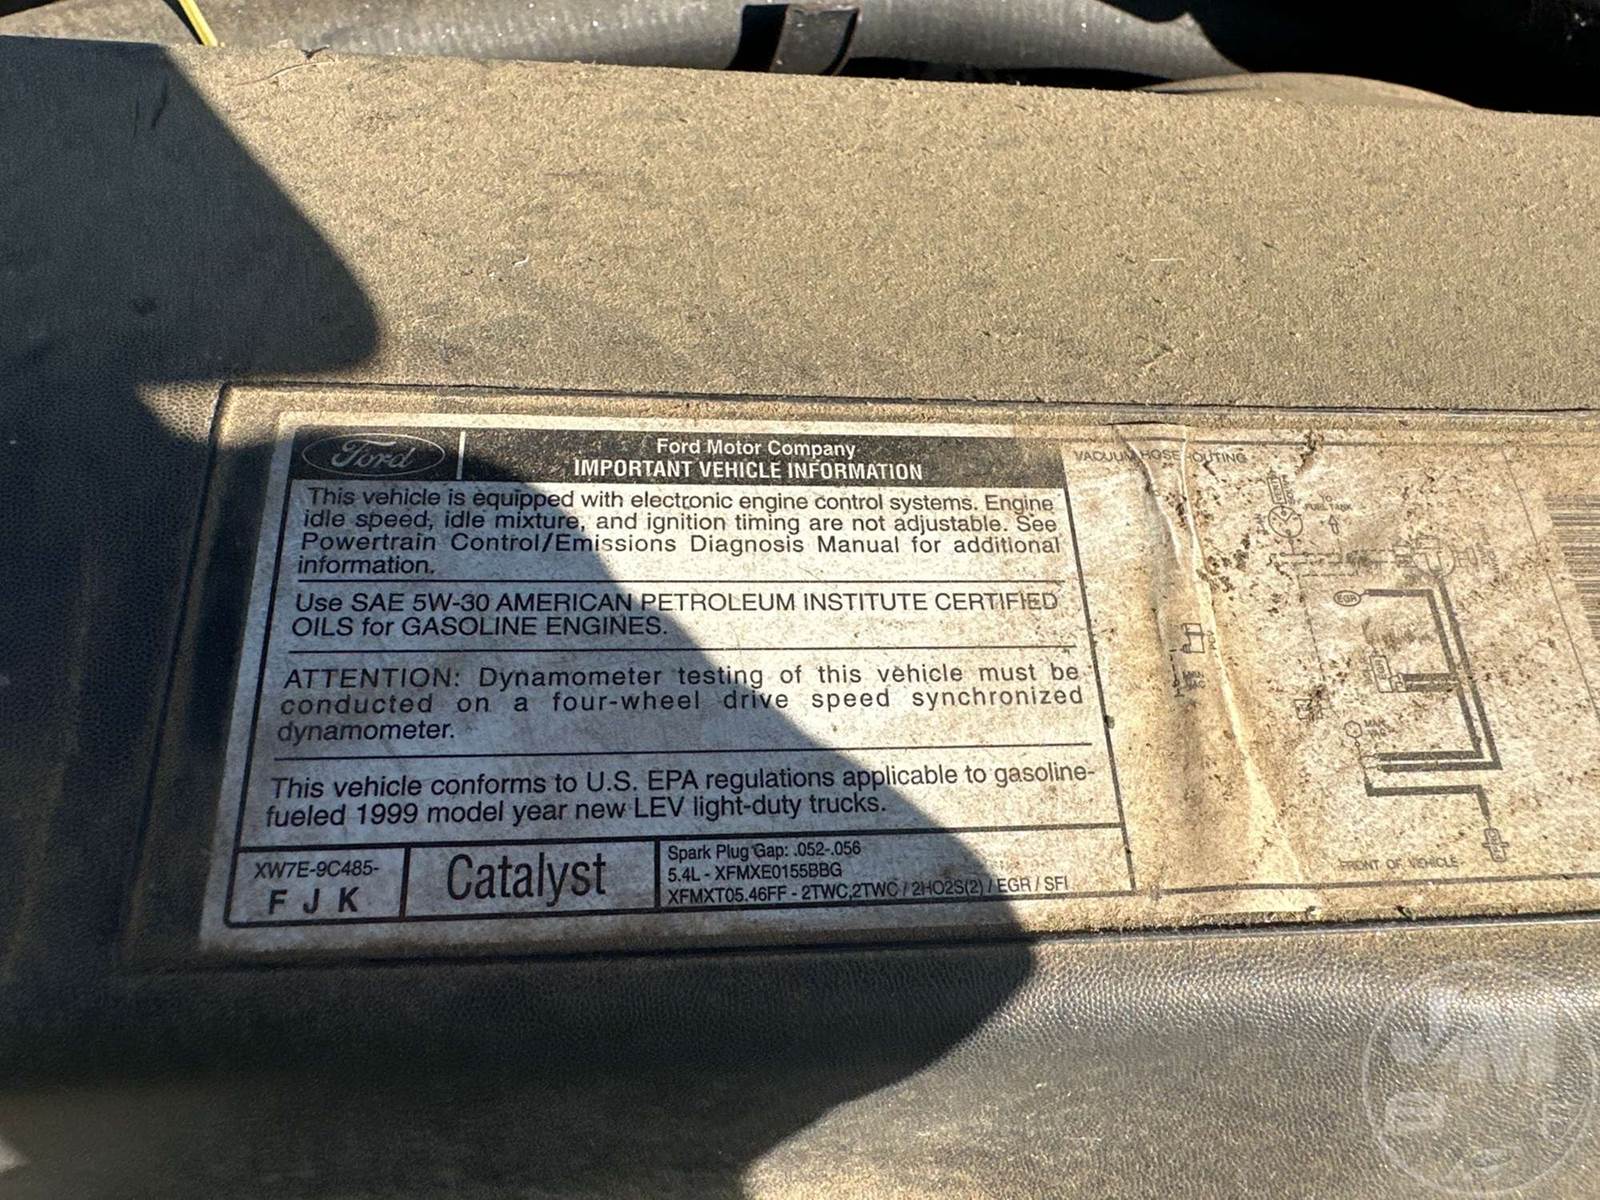 Ford
Ford Motor Company
IMPORTANT VEHICLE INFORMATION
This vehicle is equipped with electronic engine control systems. Engine
idle speed, idle mixture, and ignition timing are not adjustable. See
Powertrain Control/Emissions Diagnosis Manual for additional
information.
Use SAE 5W-30 AMERICAN PETROLEUM INSTITUTE CERTIFIED
OILS for GASOLINE ENGINES.
ATTENTION: Dynamometer testing of this vehicle must be
conducted on a four-wheel drive speed synchronized
dynamometer.
This vehicle conforms to U.S. EPA regulations applicable to gasoline-
fueled 1999 model year new LEV light-duty trucks.
XW7E-9C485-
F J K
Catalyst
Spark Plug Gap: .052-.056
5.4L - XFMXE0155BBG
XFMXT05.46FF - 2TWC,2TWC / 2HO2S(2) / EGR / SFI
VACUUM HOSE ROUTING
TO
FUEL TANK
EGR
MAN
VAC
FRONT OF VEHICLE